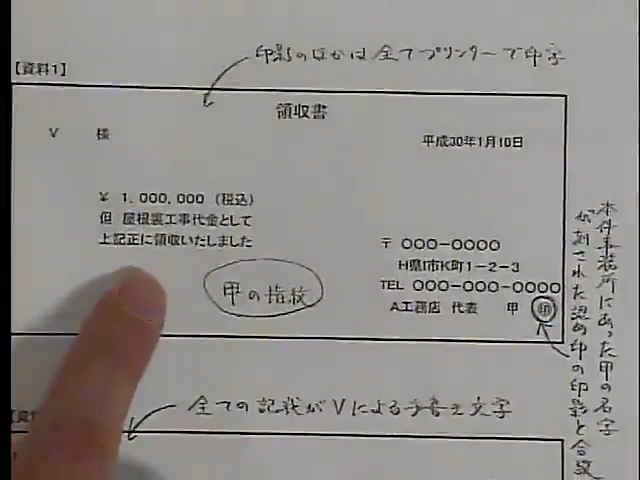 印影のほかは全てプリンターで印字
【資料1】
領収書
V 様
平成30年1月10日
¥ 1,000,000 (税込)
但 屋根裏工事代金として
上記正に領収いたしました
〒 000-0000
H県I市K町1-2-3
TEL 000-000-0000
A工務店 代表 甲 印
甲の指紋
本件事務所にあった甲の名字
が刻された認め印の印影と合致
全ての記載がVによる手書き文字